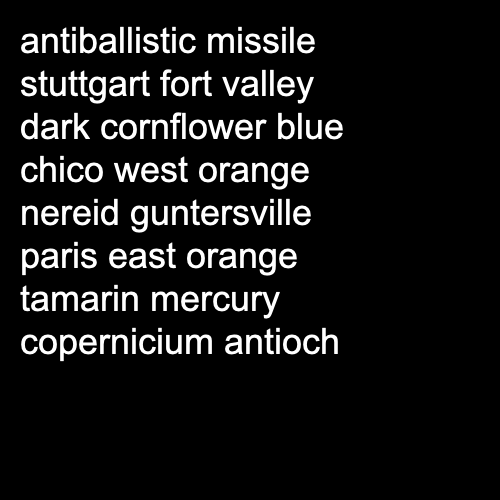 antiballistic missile
stuttgart fort valley
dark cornflower blue
chico west orange
nereid guntersville
paris east orange
tamarin mercury
copernicium antioch